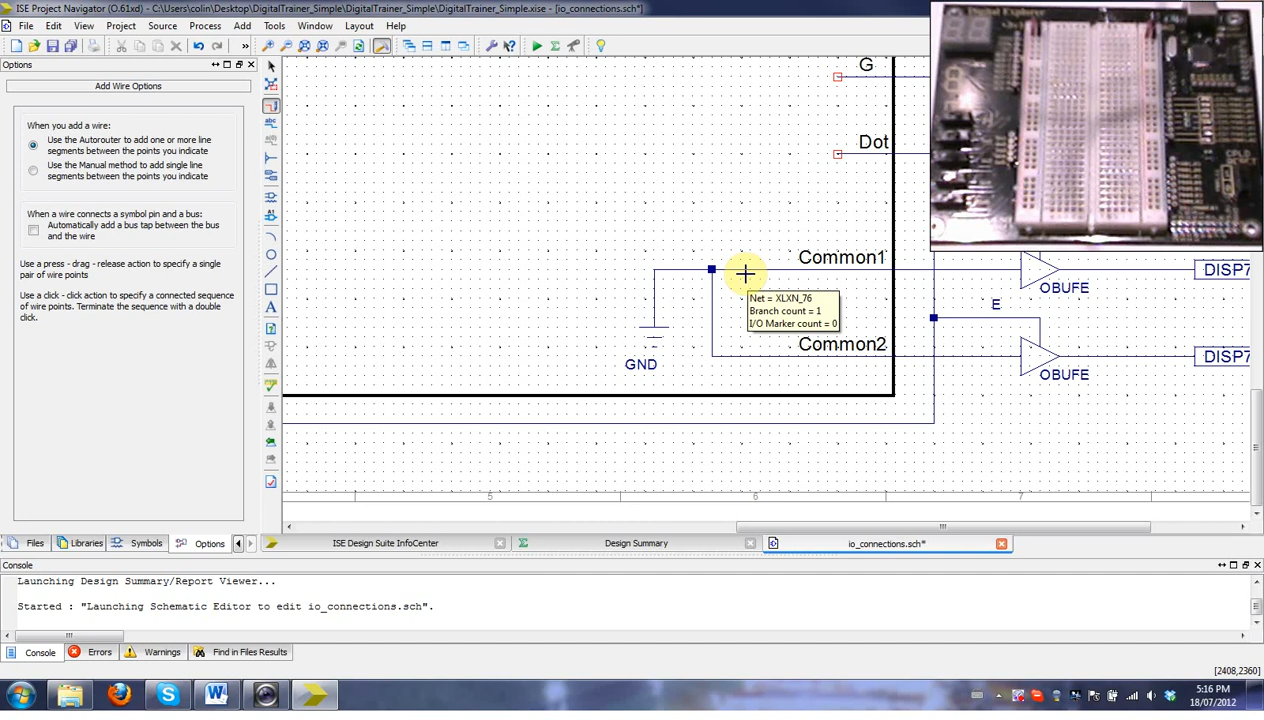 ISE Project Navigator (O.61xd) - C:\Users\colin\Desktop\DigitalTrainer_Simple\DigitalTrainer_Simple\DigitalTrainer_Simple.xise - [io_connections.sch*]
File Edit View Project Source Process Add Tools Window Layout Help
Options
Add Wire Options
When you add a wire:
Use the Autorouter to add one or more line
segments between the points you indicate
Use the Manual method to add single line
segments between the points you indicate
When a wire connects a symbol pin and a bus:
Automatically add a bus tap between the bus
and the wire
Use a press - drag - release action to specify a single
pair of wire points
Use a click - click action to specify a connected sequence
of wire points. Terminate the sequence with a double
click.
G
Dot
Common1
Net = XLXN_76
Branch count = 1
I/O Marker count = 0
Common2
GND
E
OBUFE
OBUFE
DISP7
DISP7
5 6 7
Digital Explorer
CPLD
Files Libraries Symbols Options
ISE Design Suite InfoCenter Design Summary io_connections.sch*
Console
Launching Design Summary/Report Viewer...
Started : "Launching Schematic Editor to edit io_connections.sch".
Console Errors Warnings Find in Files Results
[2408,2360]
5:16 PM
18/07/2012